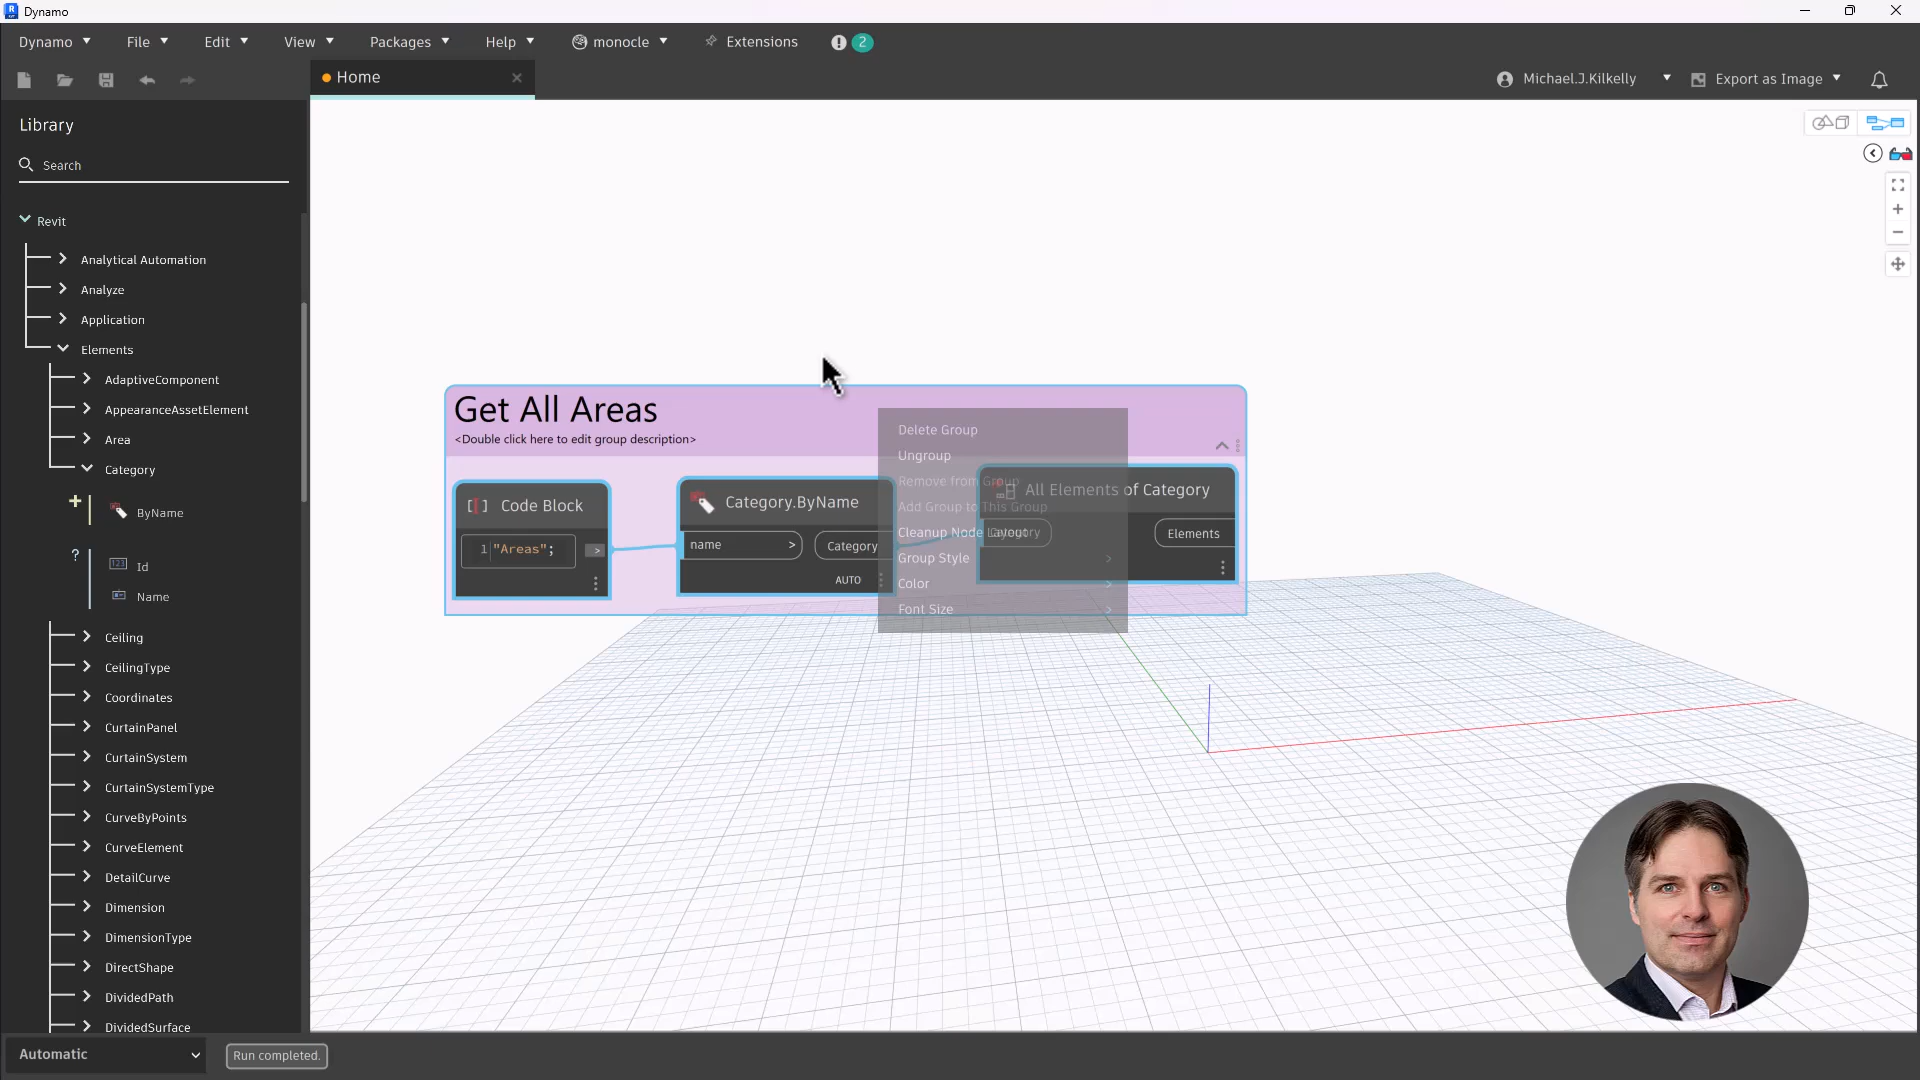 Dynamo
Dynamo File Edit View Packages Help monocle Extensions 2
Home
Michael.J.Kilkelly Export as Image
Library
Search
Revit
Analytical Automation
Analyze
Application
Elements
AdaptiveComponent
AppearanceAssetElement
Area
Category
ByName
Id
Name
Ceiling
CeilingType
Coordinates
CurtainPanel
CurtainSystem
CurtainSystemType
CurveByPoints
CurveElement
DetailCurve
Dimension
DimensionType
DirectShape
DividedPath
DividedSurface
Get All Areas
<Double click here to edit group description>
Code Block
1 "Areas"; >
Category.ByName
name > Category
AUTO
All Elements of Category
Category Elements
Delete Group
Ungroup
Remove from Group
Add Group to This Group
Cleanup Node Layout
Group Style >
Color >
Font Size >
Automatic
Run completed.